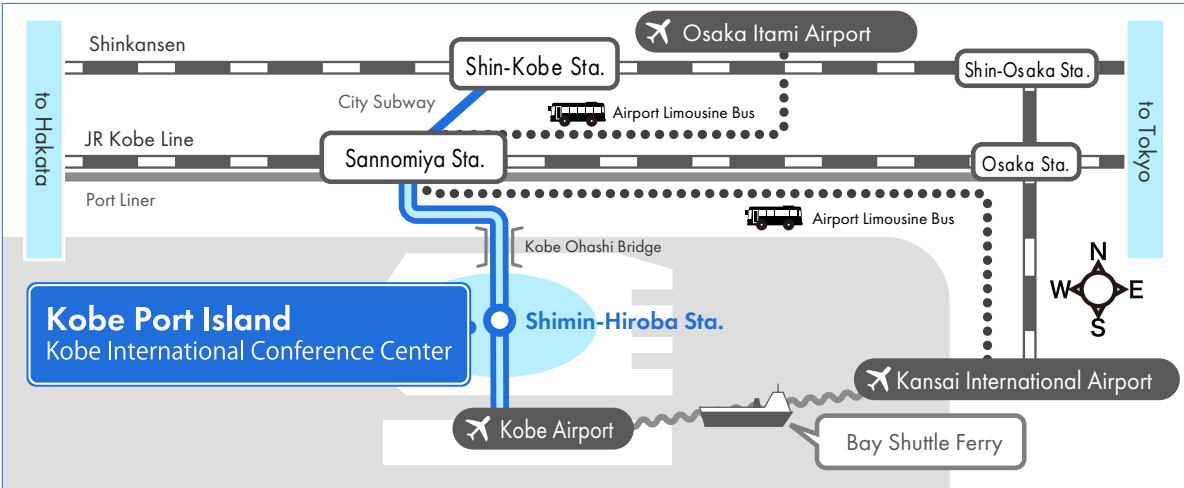 Osaka Itami Airport
Shinkansen
Shin-Kobe Sta.
Shin-Osaka Sta.
City Subway
Airport Limousine Bus
to Hakata
to Tokyo
JR Kobe Line
Sannomiya Sta.
Osaka Sta.
Port Liner
Airport Limousine Bus
Kobe Ohashi Bridge
N
W
E
S
Kobe Port Island
Kobe International Conference Center
Shimin-Hiroba Sta.
Kansai International Airport
Kobe Airport
Bay Shuttle Ferry